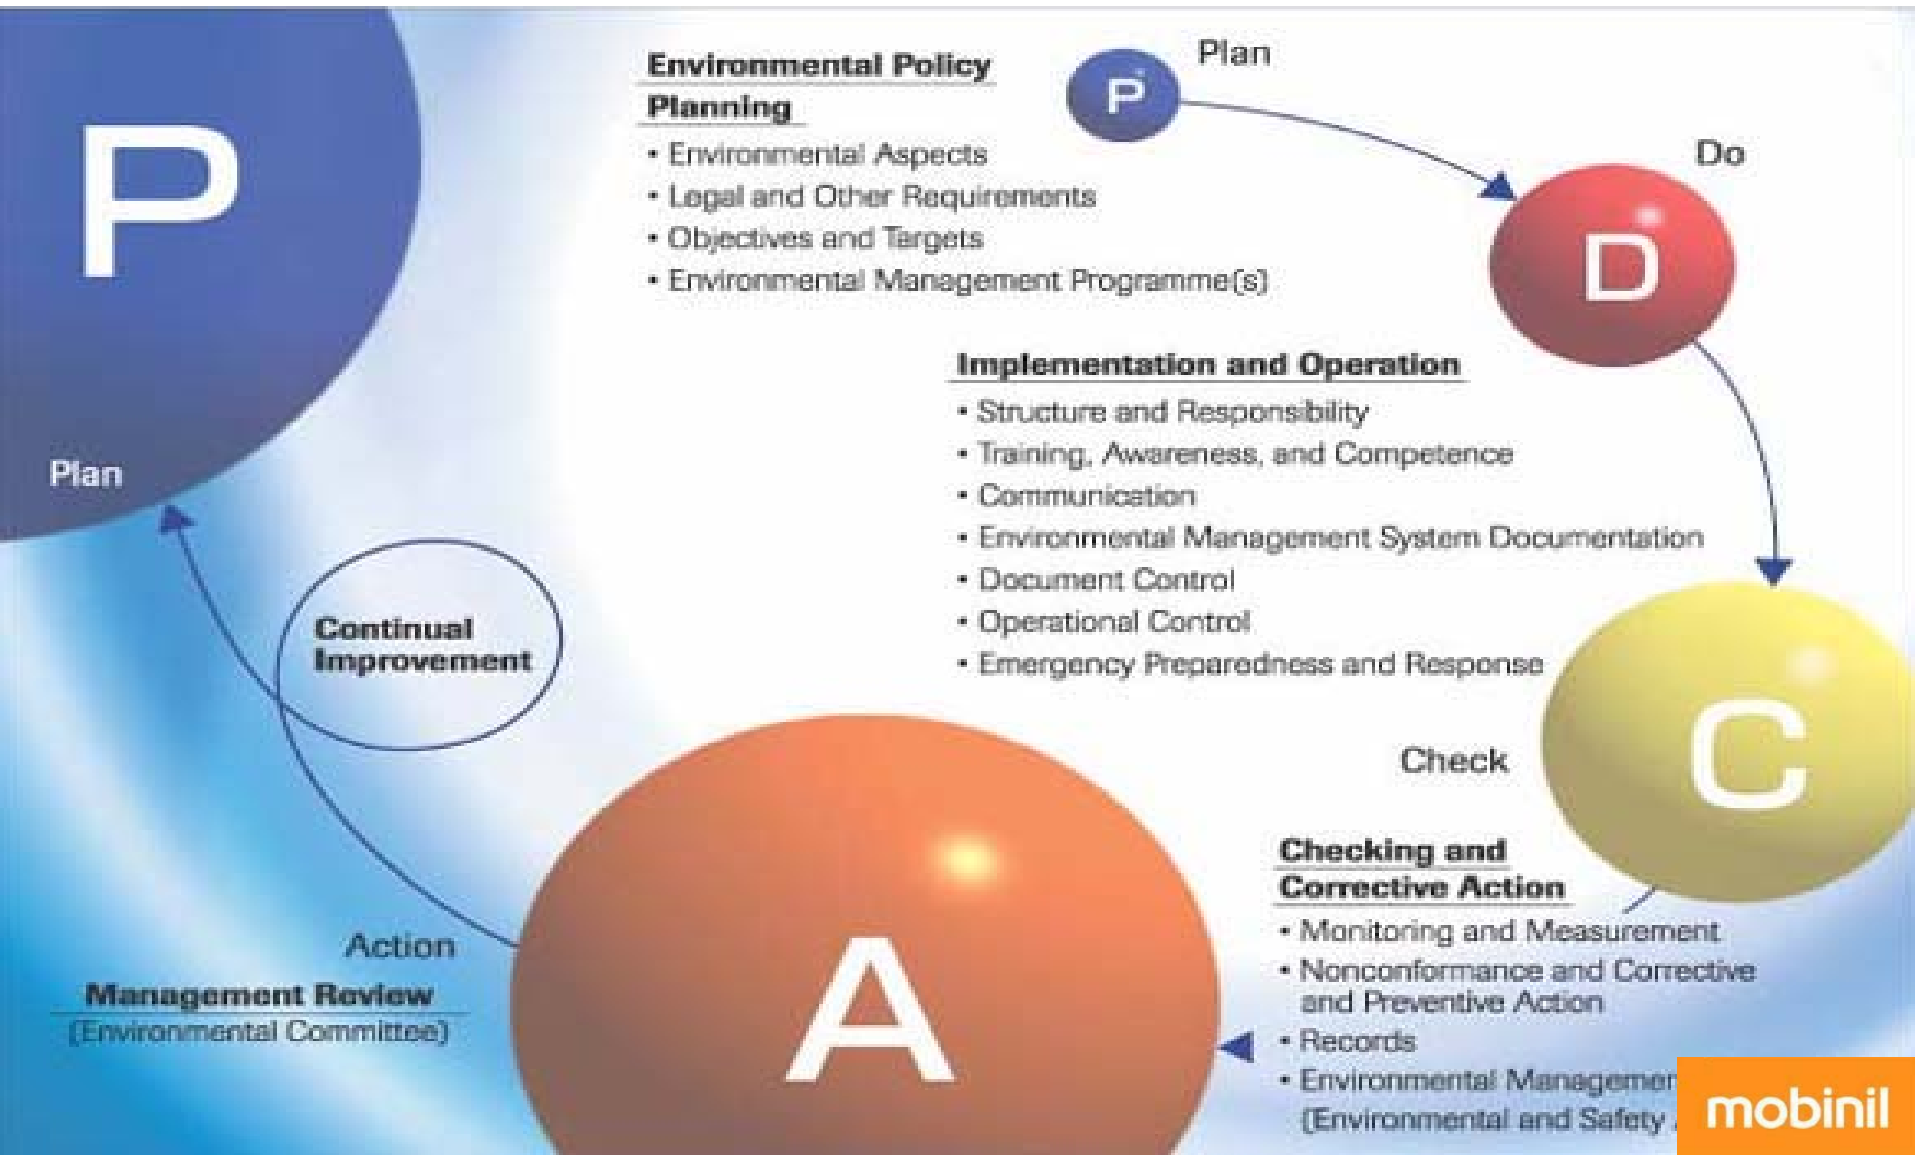 P
Plan
Environmental Policy
Planning
• Environmental Aspects
• Legal and Other Requirements
• Objectives and Targets
• Environmental Management Programme(s)
P
Plan
Do
D
Implementation and Operation
• Structure and Responsibility
• Training, Awareness, and Competence
• Communication
• Environmental Management System Documentation
• Document Control
• Operational Control
• Emergency Preparedness and Response
Check
C
Checking and
Corrective Action
• Monitoring and Measurement
• Nonconformance and Corrective
and Preventive Action
• Records
• Environmental
(Environmental and Safety
A
Action
Management Review
(Environmental Committee)
Continual
Improvement
mobinil